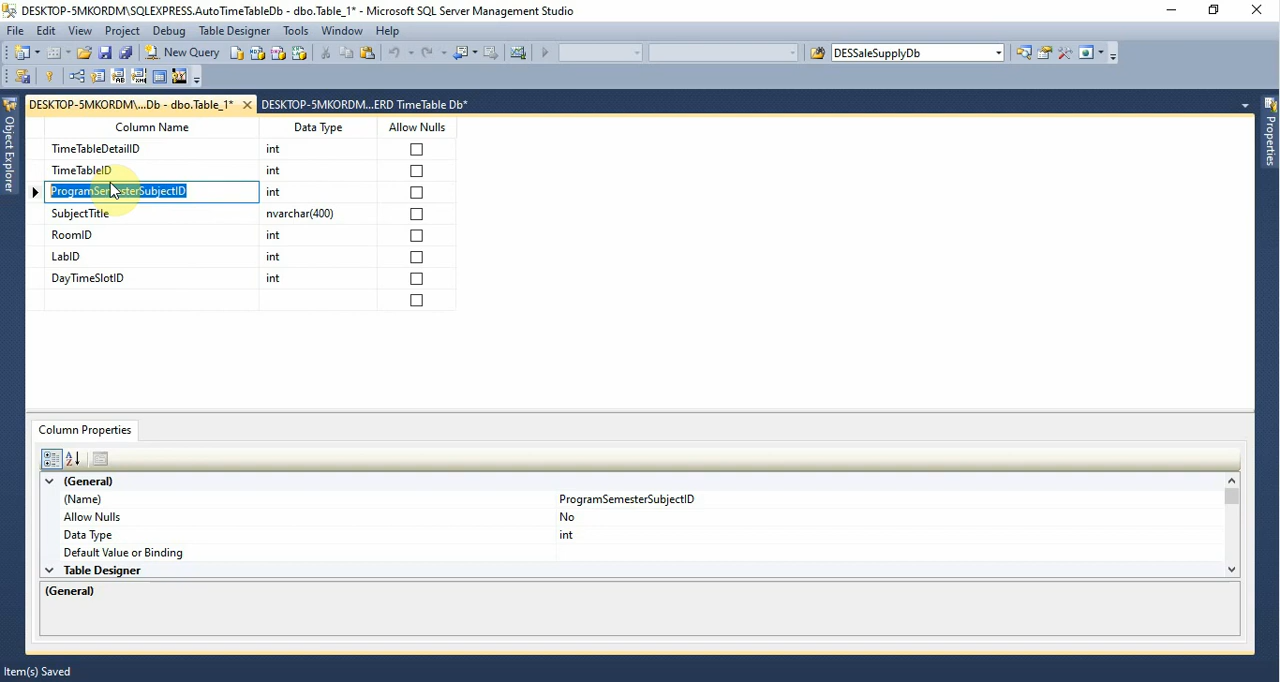 DESKTOP-5MKORDM\SQLEXPRESS.AutoTimeTableDb - dbo.Table_1* - Microsoft SQL Server Management Studio
File Edit View Project Debug Table Designer Tools Window Help
New Query DESSaleSupplyDb
DESKTOP-5MKORDM\...Db - dbo.Table_1* DESKTOP-5MKORDM...ERD TimeTable Db*
Object Explorer
Properties
Column Name Data Type Allow Nulls
TimeTableDetailID int
TimeTableID int
ProgramSemesterSubjectID int
SubjectTitle nvarchar(400)
RoomID int
LabID int
DayTimeSlotID int
Column Properties
(General)
(Name) ProgramSemesterSubjectID
Allow Nulls No
Data Type int
Default Value or Binding
Table Designer
(General)
Item(s) Saved